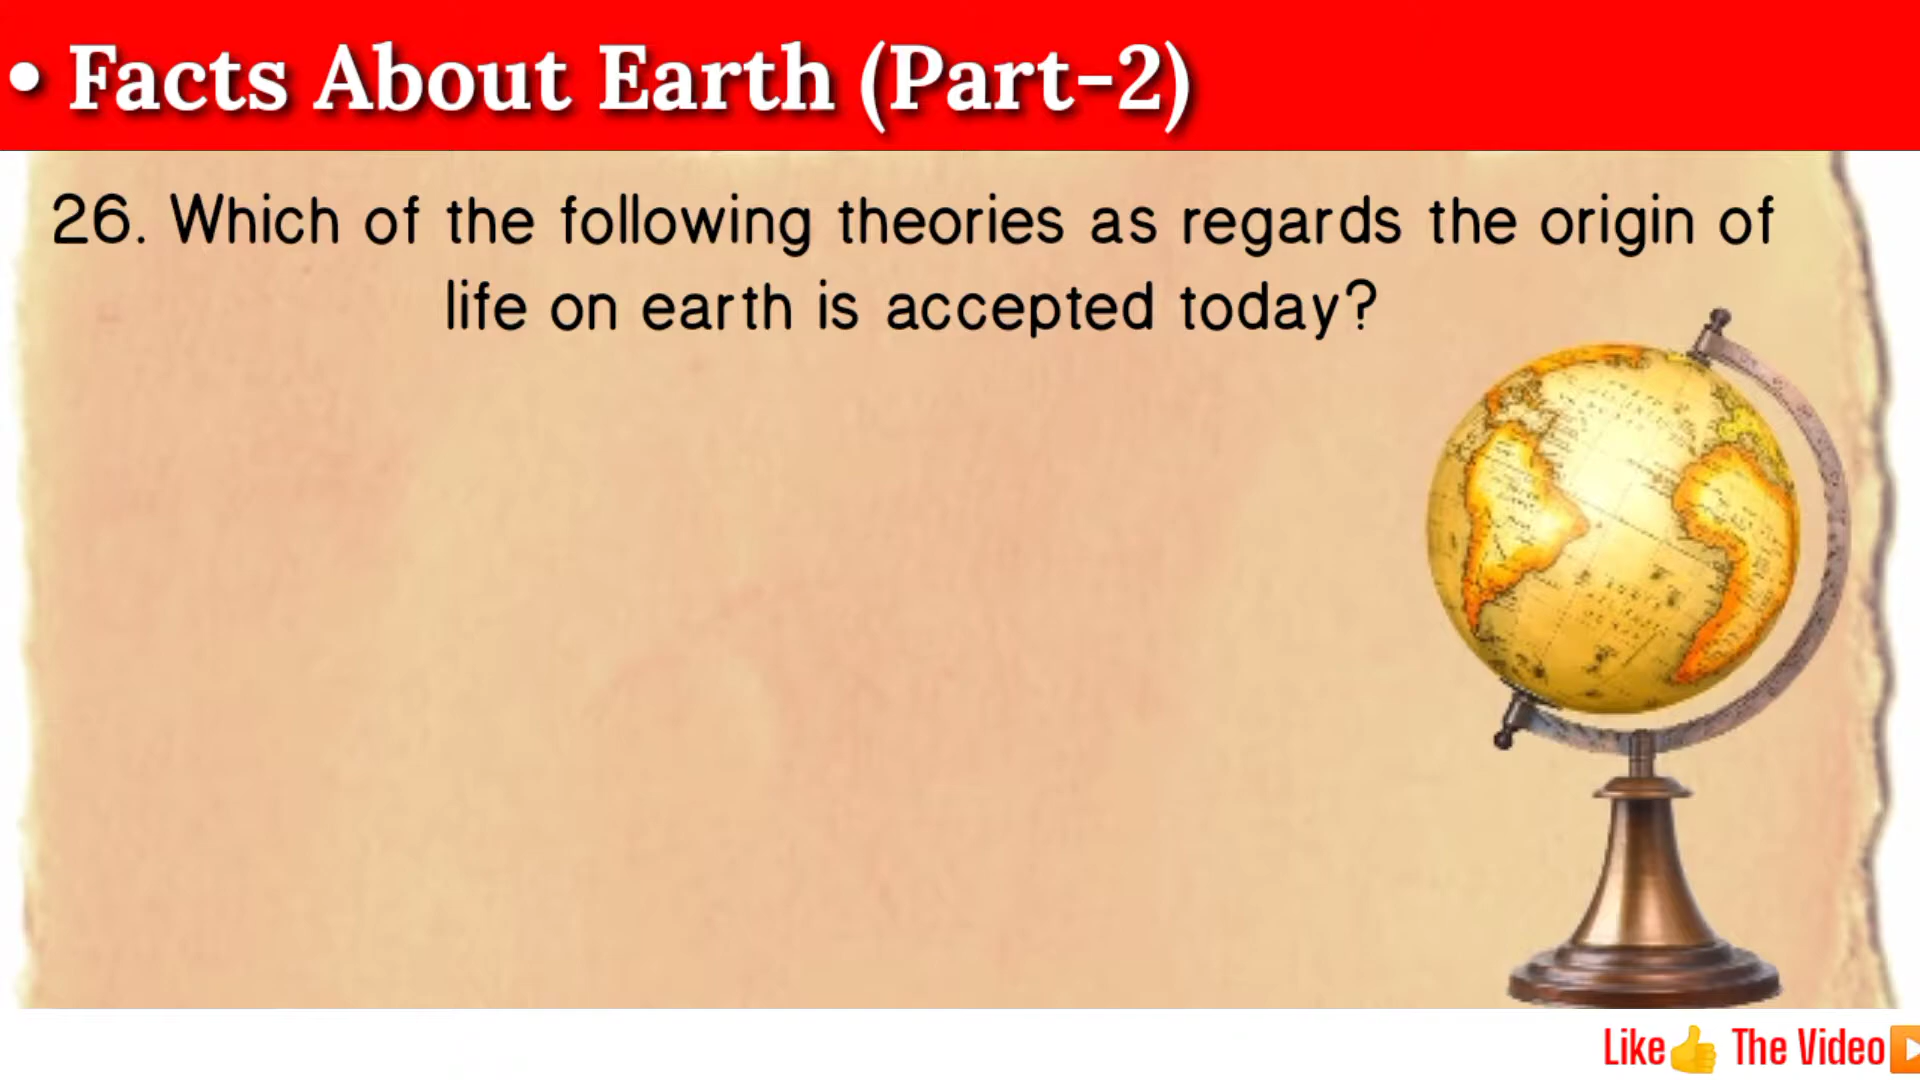 • Facts About Earth (Part-2)
26. Which of the following theories as regards the origin of
life on earth is accepted today?
Like👍 The Video▶